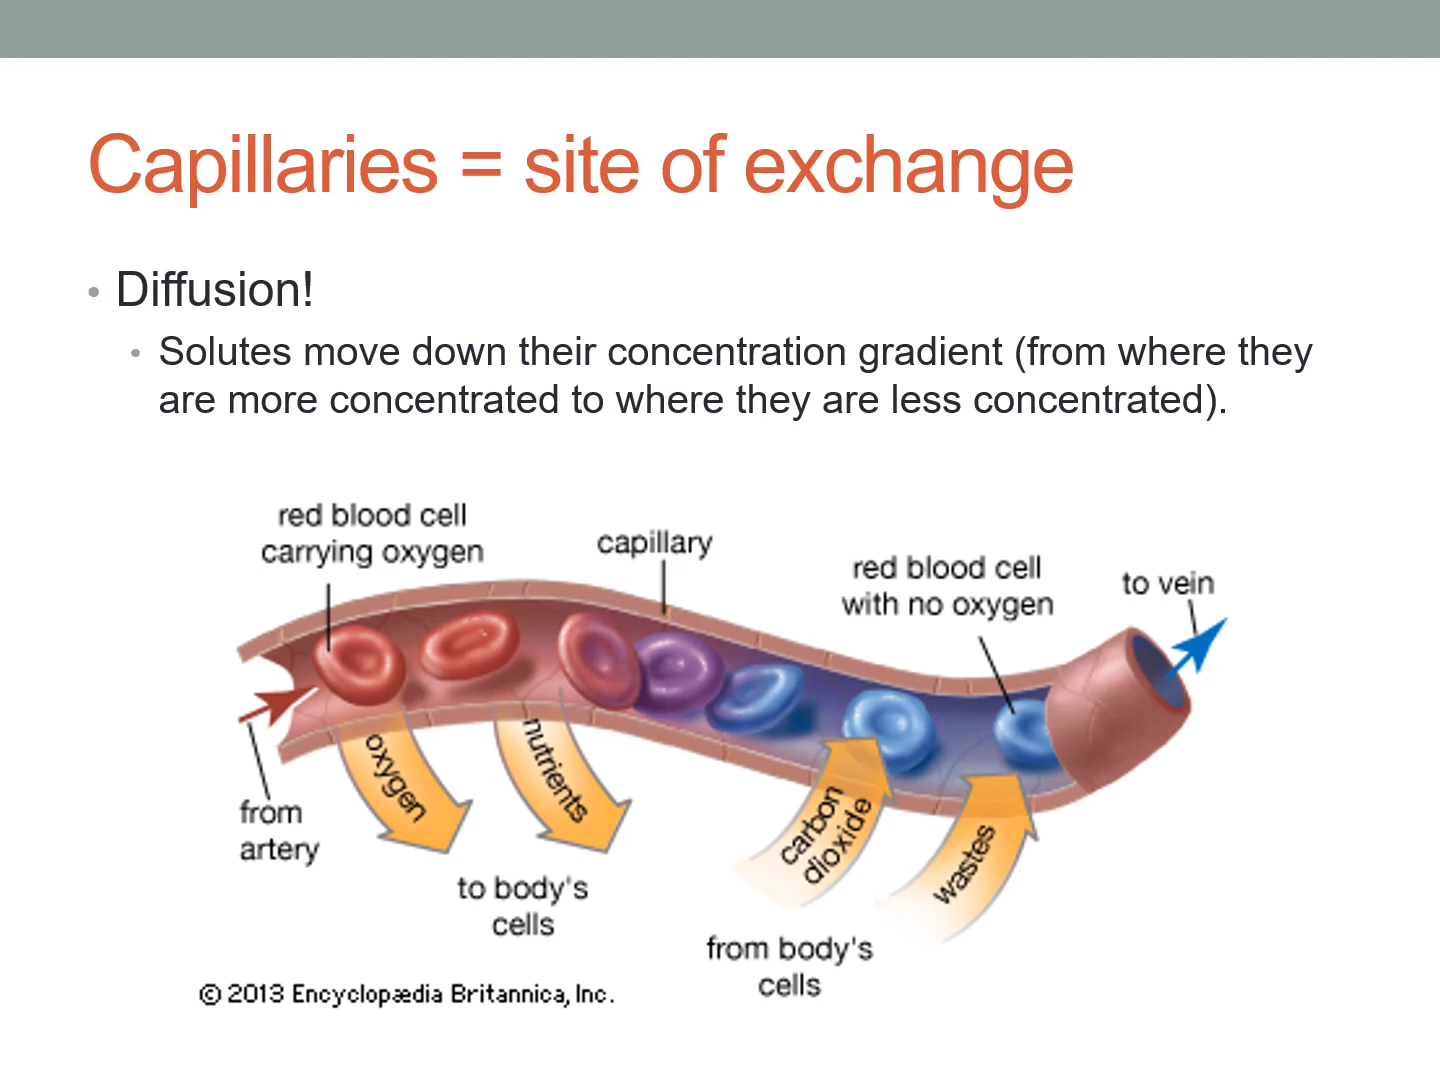 Capillaries = site of exchange
• Diffusion!
• Solutes move down their concentration gradient (from where they
are more concentrated to where they are less concentrated).
red blood cell
carrying oxygen
capillary
red blood cell
with no oxygen
to vein
from
artery
oxygen
nutrients
to body's
cells
carbon
dioxide
wastes
from body's
cells
© 2013 Encyclopædia Britannica, Inc.